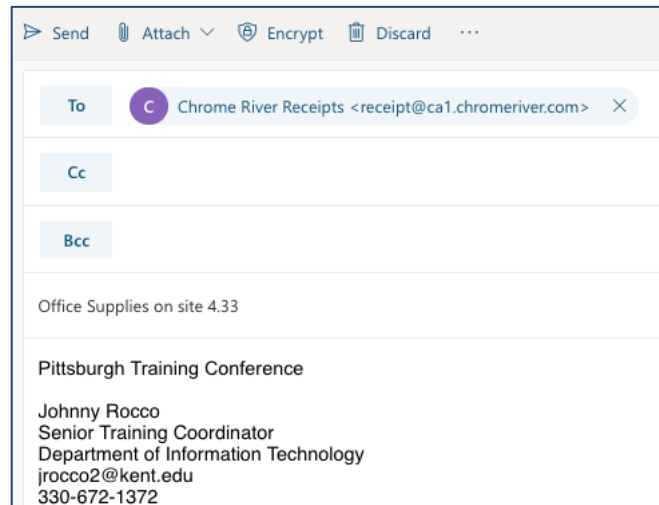 Send Attach Encrypt Discard ...
To C Chrome River Receipts <receipt@ca1.chromeriver.com>
Cc
Bcc
Office Supplies on site 4.33
Pittsburgh Training Conference
Johnny Rocco
Senior Training Coordinator
Department of Information Technology
jrocco2@kent.edu
330-672-1372